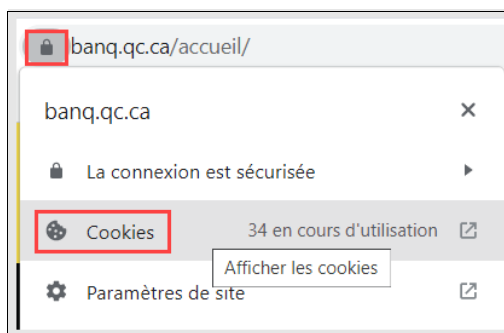 banq.qc.ca/accueil/
banq.qc.ca
La connexion est sécurisée
Cookies 34 en cours d'utilisation
Afficher les cookies
Paramètres de site